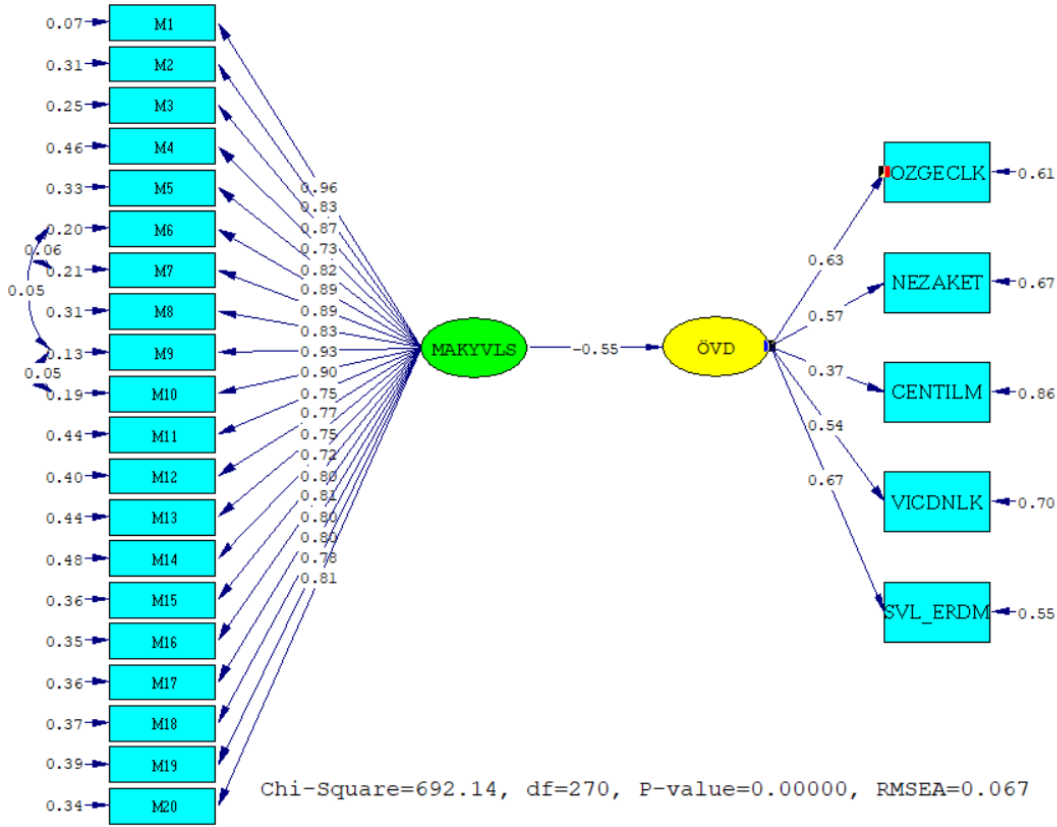 0.07 M1
0.31 M2
0.25 M3
0.46 M4
0.33 M5
0.20 M6
0.21 M7
0.31 M8
0.13 M9
0.19 M10
0.44 M11
0.40 M12
0.44 M13
0.48 M14
0.36 M15
0.35 M16
0.36 M17
0.37 M18
0.39 M19
0.34 M20
0.06
0.05
0.05
0.96
0.83
0.87
0.73
0.82
0.89
0.89
0.83
0.93
0.90
0.75
0.77
0.75
0.72
0.80
0.81
0.80
0.80
0.78
0.81
MAKYVLS
-0.55
ÖVD
0.63
0.57
0.37
0.54
0.67
OZGECLK 0.61
NEZAKET 0.67
CENTILM 0.86
VICDNLK 0.70
SVL_ERDM 0.55
Chi-Square=692.14, df=270, P-value=0.00000, RMSEA=0.067